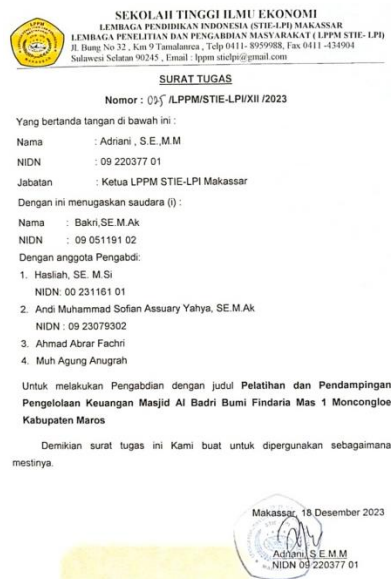 SEKOLAH TINGGI ILMU EKONOMI
LEMBAGA PENDIDIKAN INDONESIA (STIE-LPI) MAKASSAR
LEMBAGA PENELITIAN DAN PENGABDIAN MASYARAKAT ( LPPM STIE- LPI)
Jl. Bung No 32 , Km 9 Tamalanrea , Telp 0411- 8959988, Fax 0411 -434904
Sulawesi Selatan 90245 , Email : lppm stielpi@gmail.com
SURAT TUGAS
Nomor : 025 /LPPM/STIE-LPI/XII /2023
Yang bertanda tangan di bawah ini :
Nama : Adriani , S.E.,M.M
NIDN : 09 220377 01
Jabatan : Ketua LPPM STIE-LPI Makassar
Dengan ini menugaskan saudara (i) :
Nama : Bakri,SE.M.Ak
NIDN : 09 051191 02
Dengan anggota Pengabdi:
1. Hasliah, SE. M.Si
NIDN: 00 231161 01
2. Andi Muhammad Sofian Assuary Yahya, SE.M.Ak
NIDN : 09 23079302
3. Ahmad Abrar Fachri
4. Muh Agung Anugrah
Untuk melakukan Pengabdian dengan judul Pelatihan dan Pendampingan
Pengelolaan Keuangan Masjid Al Badri Bumi Findaria Mas 1 Moncongloe
Kabupaten Maros
Demikian surat tugas ini Kami buat untuk dipergunakan sebagaimana
mestinya.
Makassar, 18 Desember 2023
Adriani, S.E.M.M
NIDN 09 220377 01